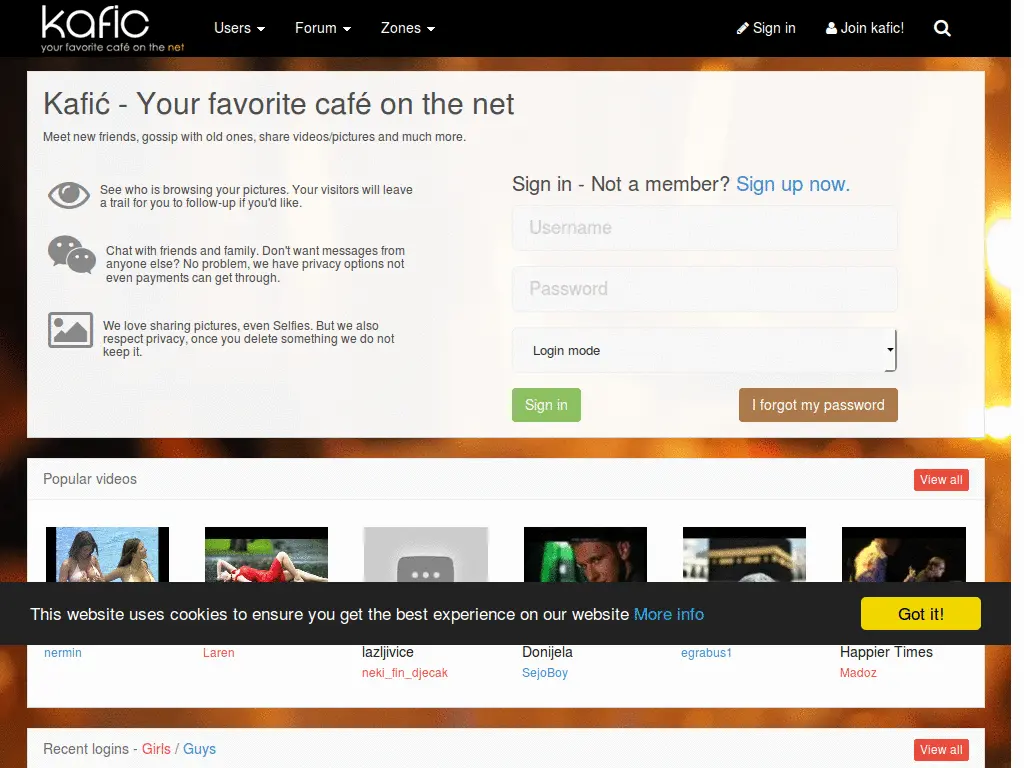 kafic
your favorite café on the net
Users
Forum
Zones
Sign in
Join kafic!
Kafić - Your favorite café on the net
Meet new friends, gossip with old ones, share videos/pictures and much more.
See who is browsing your pictures. Your visitors will leave
a trail for you to follow-up if you'd like.
Chat with friends and family. Don't want messages from
anyone else? No problem, we have privacy options not
even payments can get through.
We love sharing pictures, even Selfies. But we also
respect privacy, once you delete something we do not
keep it.
Sign in - Not a member? Sign up now.
Username
Password
Login mode
Sign in
I forgot my password
Popular videos
View all
This website uses cookies to ensure you get the best experience on our website More info
Got it!
nermin
Laren
lazljivice
neki_fin_djecak
Donijela
SejoBoy
egrabus1
Happier Times
Madoz
Recent logins - Girls / Guys
View all